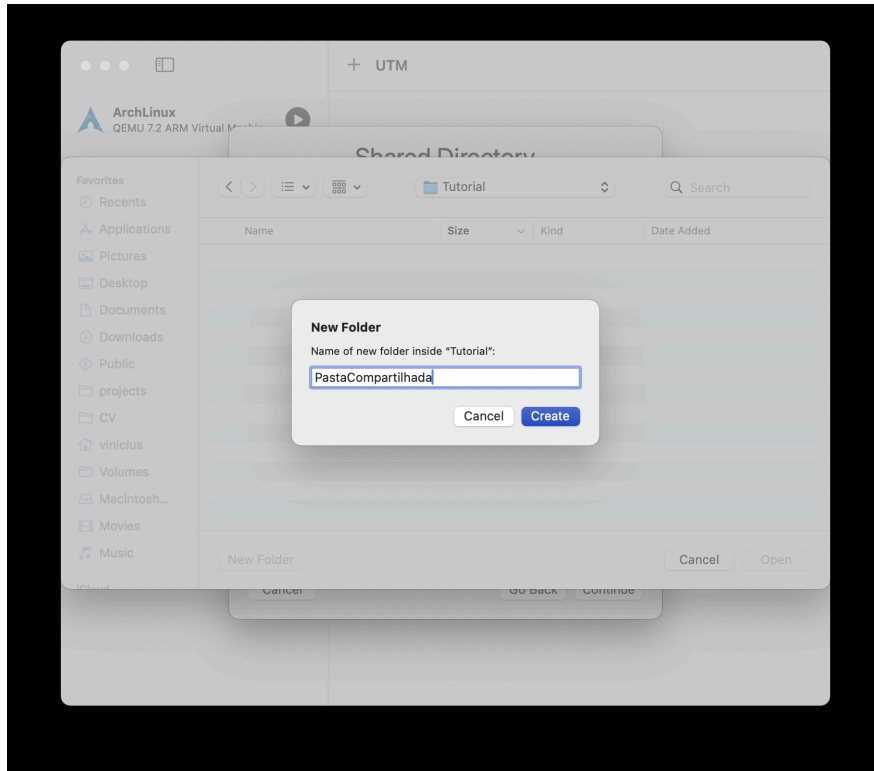 UTM
ArchLinux
QEMU 7.2 ARM Virtual Machin
Shared Directory
Favorites
Recents
Applications
Pictures
Desktop
Documents
Downloads
Public
projects
CV
vinicius
Volumes
Macintosh...
Movies
Music
iCloud
Tutorial
Search
Name Size Kind Date Added
New Folder
Name of new folder inside “Tutorial”:
PastaCompartilhada
Cancel Create
New Folder Cancel Open
Cancel Go Back Continue